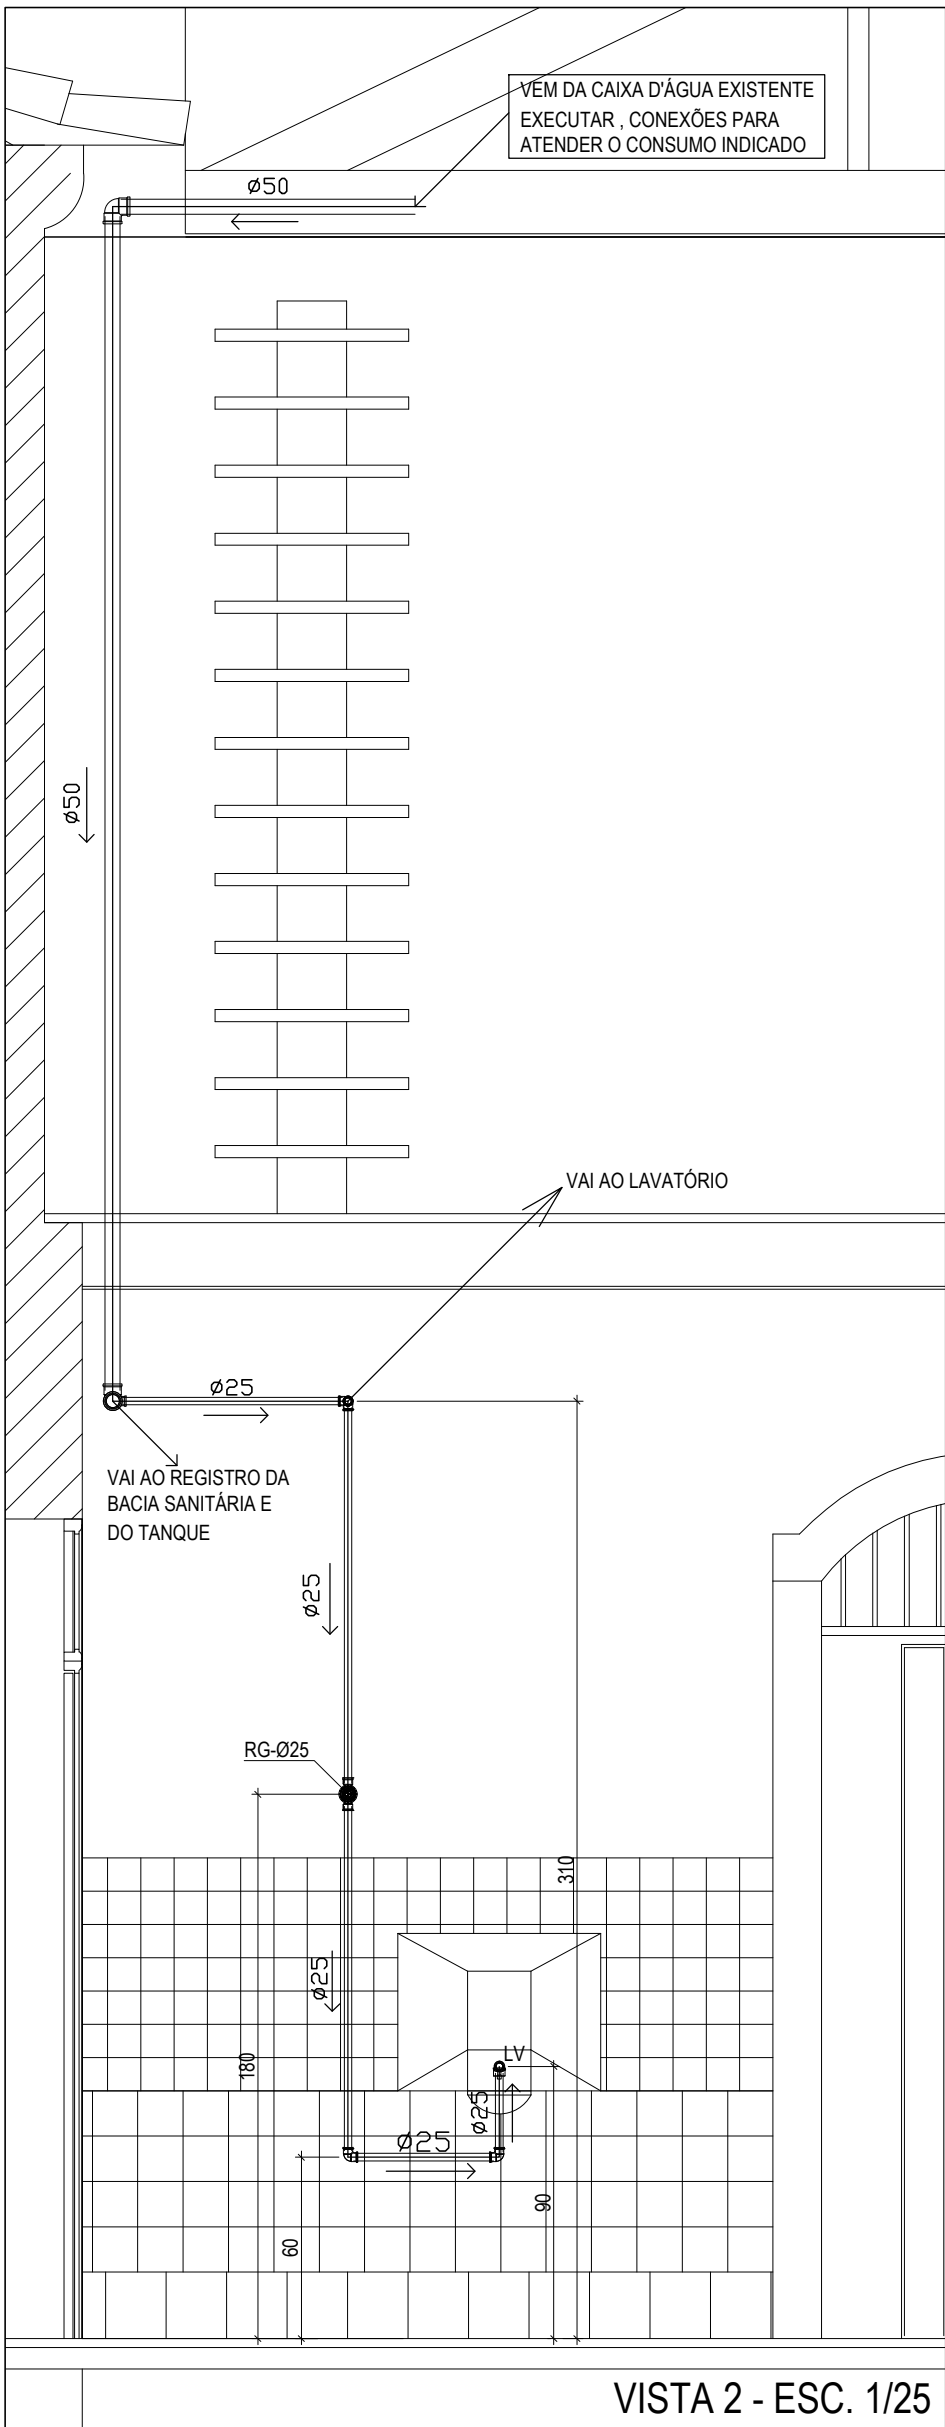 VEM DA CAIXA D'ÁGUA EXISTENTE
EXECUTAR , CONEXÕES PARA
ATENDER O CONSUMO INDICADO
ø50
ø50
VAI AO LAVATÓRIO
ø25
VAI AO REGISTRO DA
BACIA SANITÁRIA E
DO TANQUE
ø25
RG-Ø25
310
ø25
180
LV
ø25
ø25
90
60
VISTA 2 - ESC. 1/25